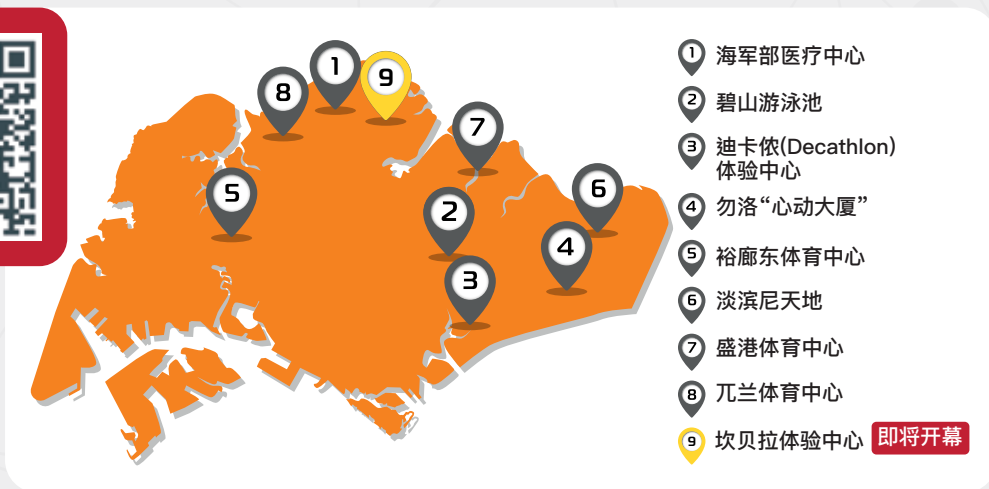 1
8
9
7
5
6
2
4
3
1 海军部医疗中心
2 碧山游泳池
3 迪卡侬(Decathlon)
体验中心
4 勿洛“心动大厦”
5 裕廊东体育中心
6 淡滨尼天地
7 盛港体育中心
8 兀兰体育中心
9 坎贝拉体验中心 即将开幕